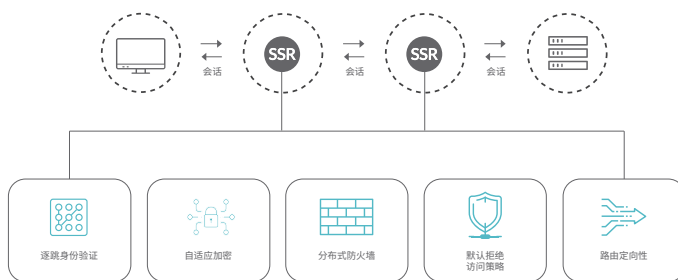 SSR
SSR
会话
会话
会话
逐跳身份验证
自适应加密
分布式防火墙
默认拒绝
访问策略
路由定向性